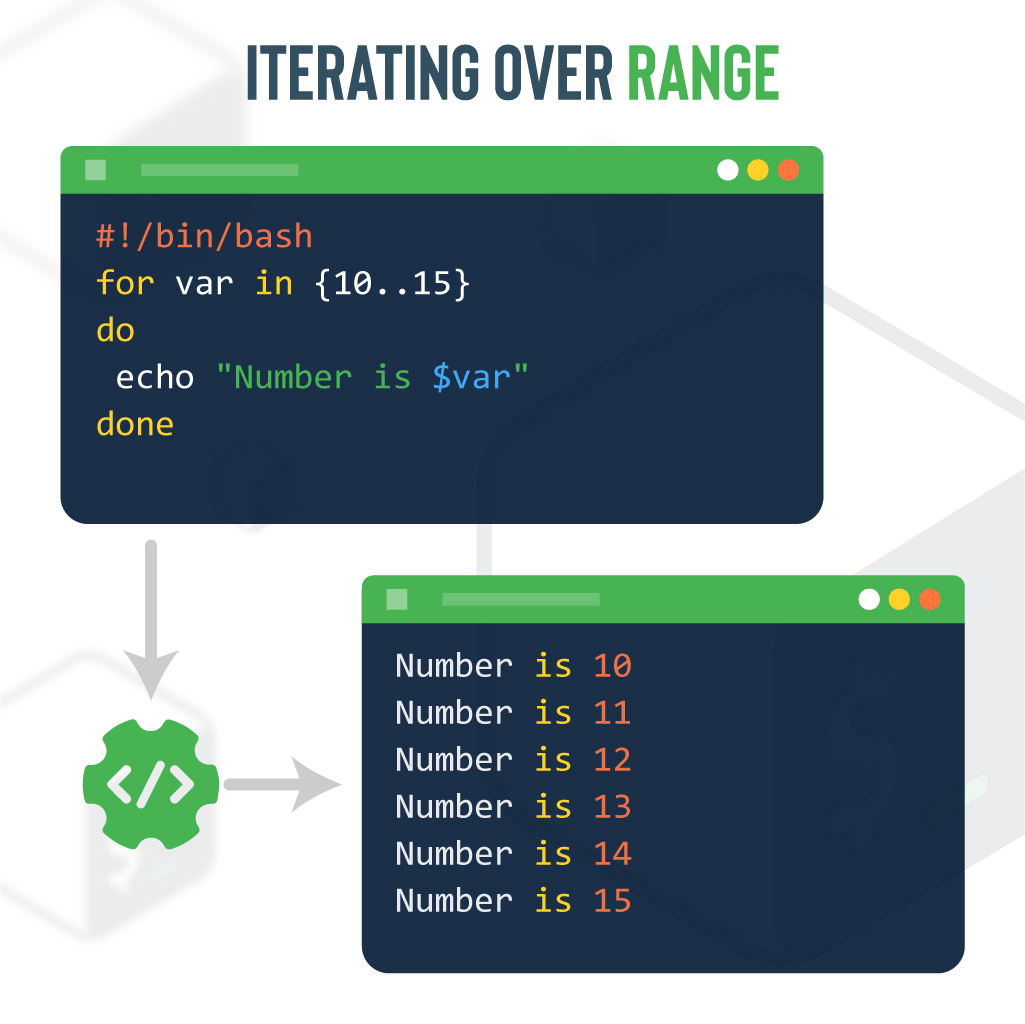 ITERATING OVER RANGE
#!/bin/bash
for var in {10..15}
do
 echo "Number is $var"
done
</>
Number is 10
Number is 11
Number is 12
Number is 13
Number is 14
Number is 15